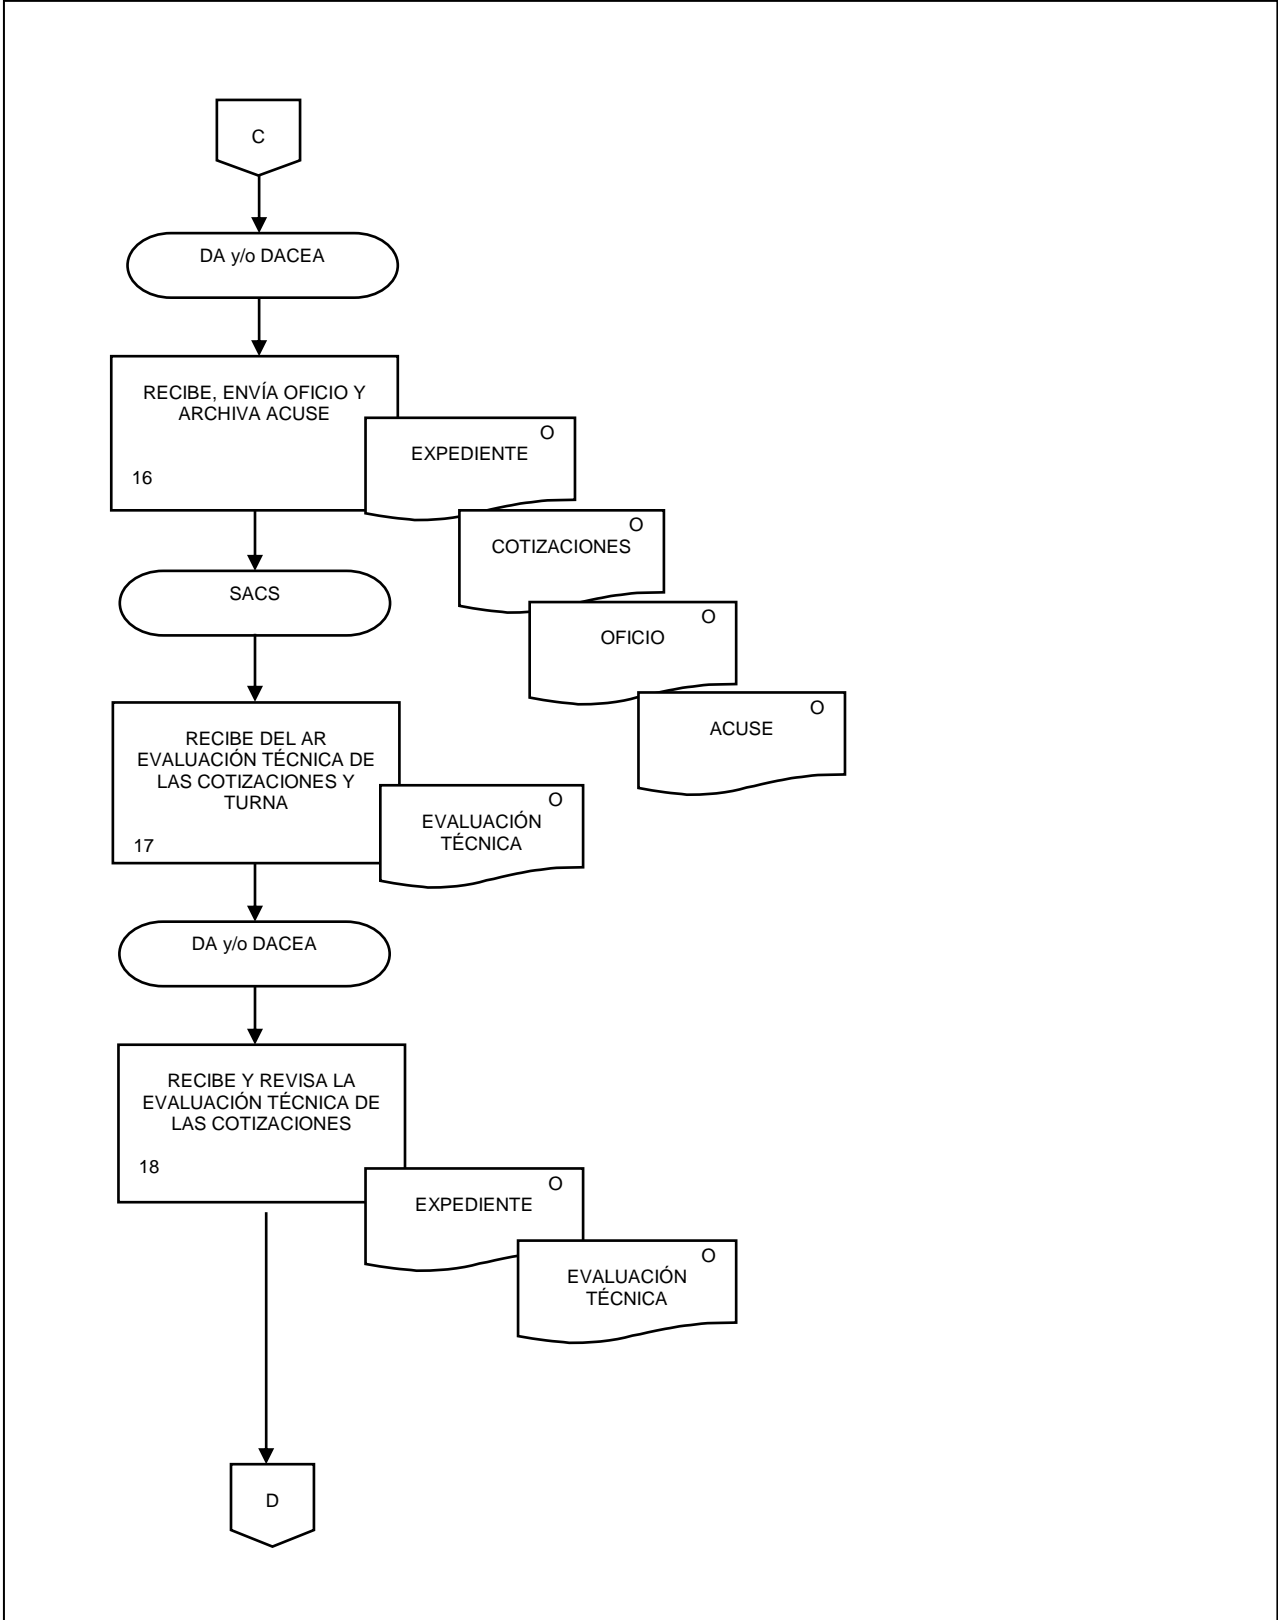 C
DA y/o DACEA
RECIBE, ENVÍA OFICIO Y
ARCHIVA ACUSE
16
O
EXPEDIENTE
O
COTIZACIONES
O
OFICIO
O
ACUSE
SACS
RECIBE DEL AR
EVALUACIÓN TÉCNICA DE
LAS COTIZACIONES Y
TURNA
17
O
EVALUACIÓN
TÉCNICA
DA y/o DACEA
RECIBE Y REVISA LA
EVALUACIÓN TÉCNICA DE
LAS COTIZACIONES
18
O
EXPEDIENTE
O
EVALUACIÓN
TÉCNICA
D